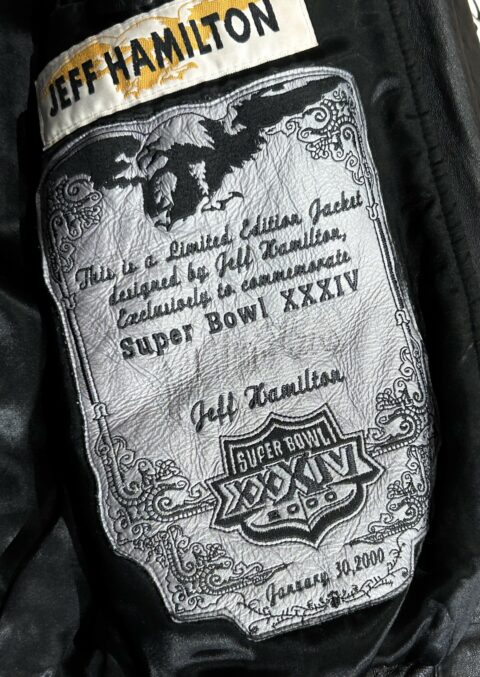 JEFF HAMILTON
This is a Limited Edition Jacket
designed by Jeff Hamilton,
Exclusively to commemorate
Super Bowl XXXIV
Jeff Hamilton
SUPER BOWL
XXXIV
2000
January, 30, 2000